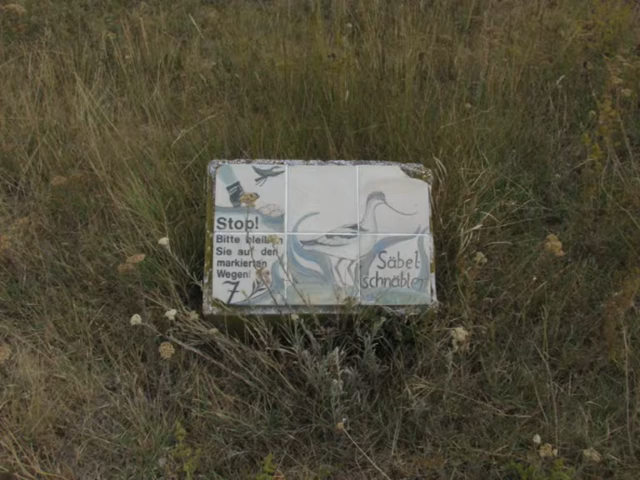 Stop!
Bitte bleiben
Sie auf den
markierten
Wegen!
7
Säbel
schnäbler